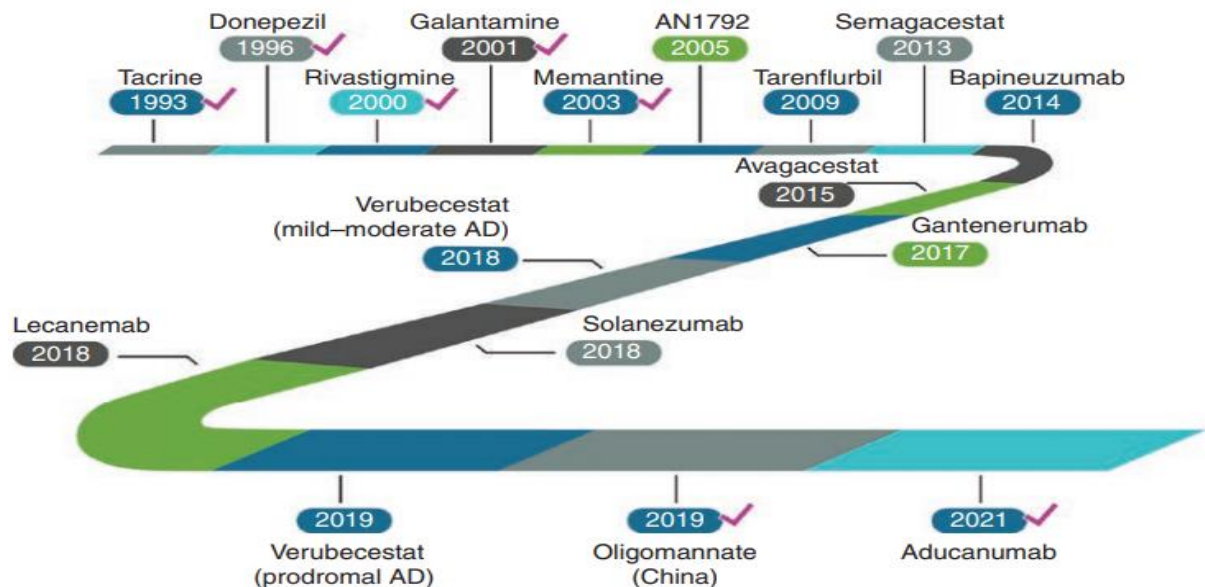 Donepezil
1996
Galantamine
2001
AN1792
2005
Semagacestat
2013
Tacrine
1993
Rivastigmine
2000
Memantine
2003
Tarenflurbil
2009
Bapineuzumab
2014
Avagacestat
2015
Verubecestat
(mild–moderate AD)
2018
Gantenerumab
2017
Lecanemab
2018
Solanezumab
2018
2019
Verubecestat
(prodromal AD)
2019
Oligomannate
(China)
2021
Aducanumab